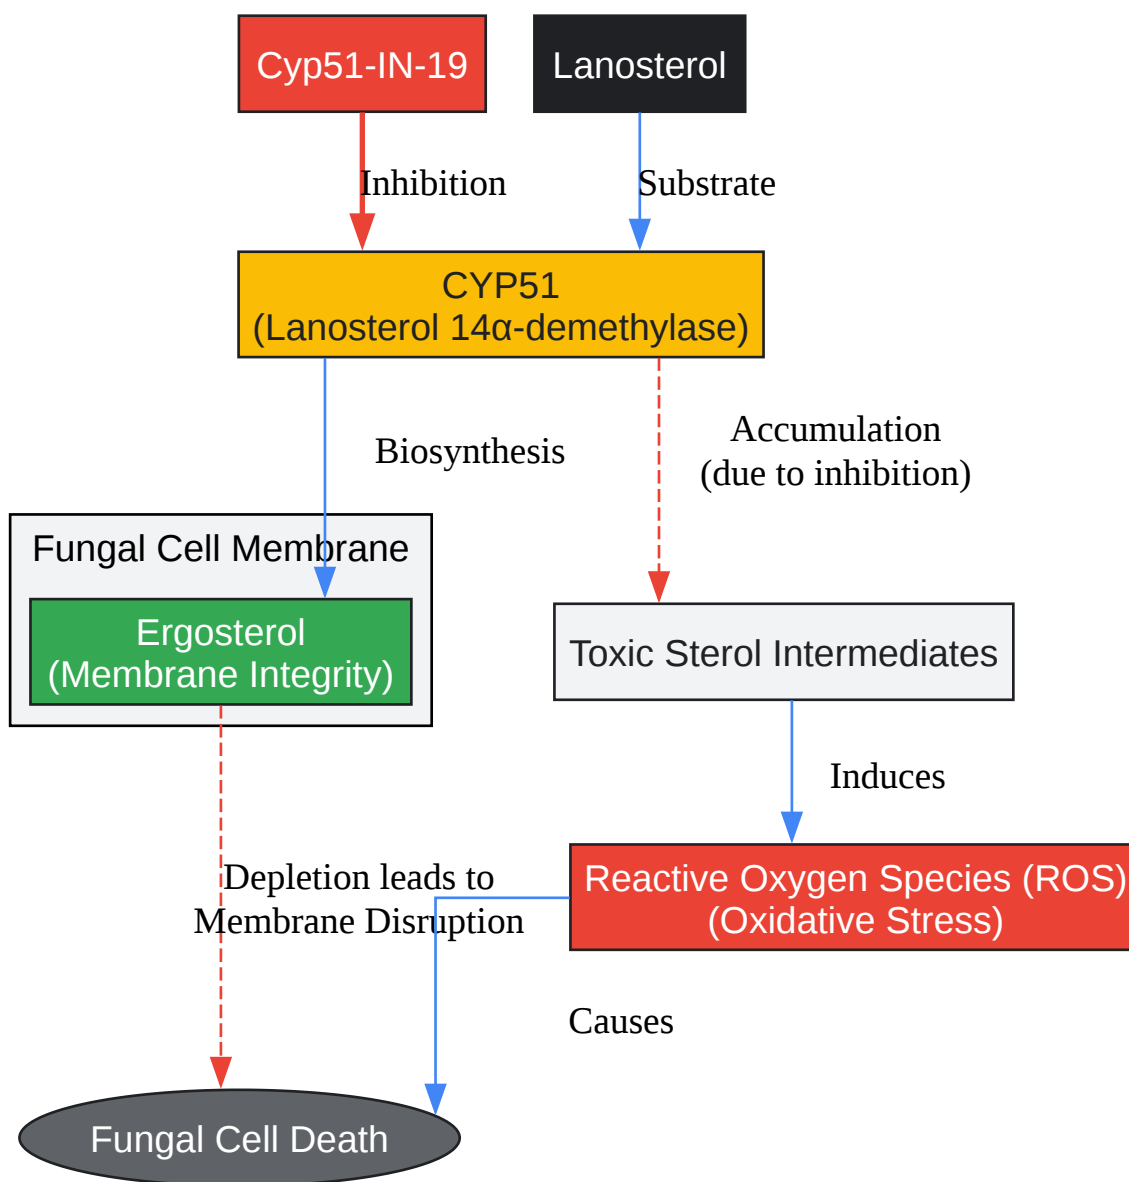 Cyp51-IN-19
Lanosterol
Inhibition
Substrate
CYP51
(Lanosterol 14α-demethylase)
Biosynthesis
Accumulation
(due to inhibition)
Fungal Cell Membrane
Ergosterol
(Membrane Integrity)
Toxic Sterol Intermediates
Induces
Depletion leads to
Membrane Disruption
Reactive Oxygen Species (ROS)
(Oxidative Stress)
Causes
Fungal Cell Death